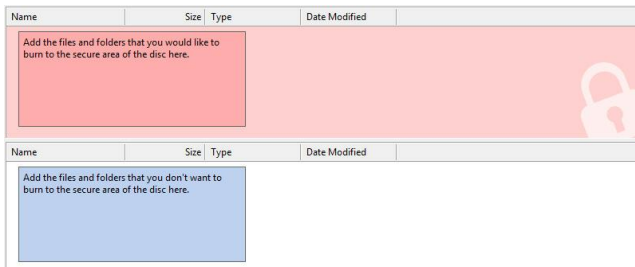 Name Size Type Date Modified
Add the files and folders that you would like to
burn to the secure area of the disc here.
Name Size Type Date Modified
Add the files and folders that you don't want to
burn to the secure area of the disc here.